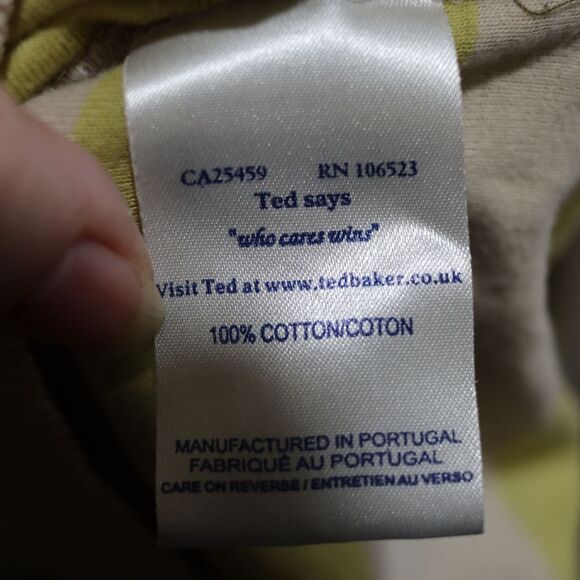 CA25459 RN 106523
Ted says
"who cares wins"
Visit Ted at www.tedbaker.co.uk
100% COTTON/COTON
MANUFACTURED IN PORTUGAL
FABRIQUÉ AU PORTUGAL
CARE ON REVERSE / ENTRETIEN AU VERSO